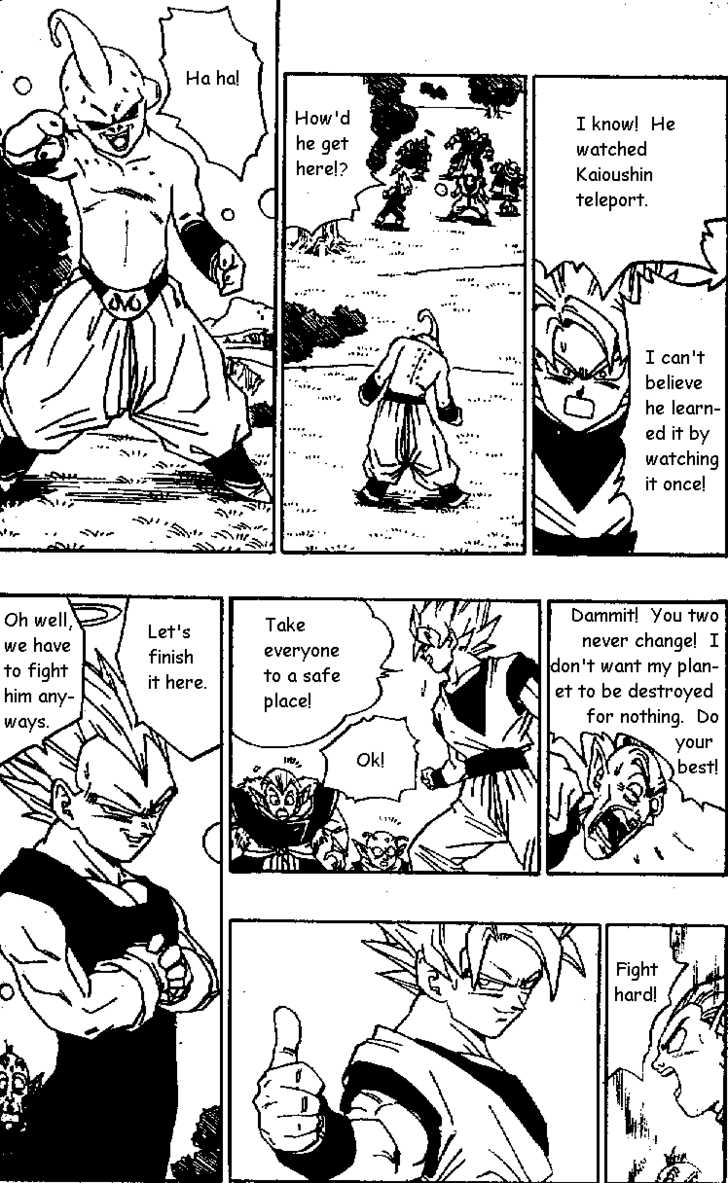 Ha ha!
How'd
he get
here!?
I know! He
watched
Kaioushin
teleport.
I can't
believe
he learn-
ed it by
watching
it once!
Oh well,
we have
to fight
him any-
ways.
Let's
finish
it here.
Take
everyone
to a safe
place!
Ok!
Dammit! You two
never change! I
don't want my plan-
et to be destroyed
for nothing. Do
your
best!
Fight
hard!